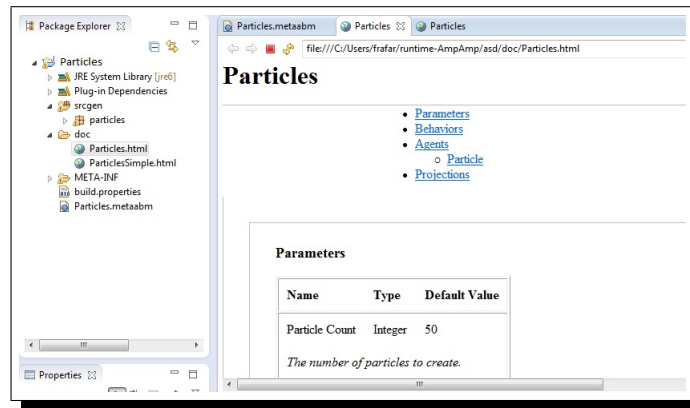 Package Explorer
Particles
JRE System Library [jre6]
Plug-in Dependencies
srcgen
particles
doc
Particles.html
ParticlesSimple.html
META-INF
build.properties
Particles.metaabm
Properties
Particles.metaabm
Particles
Particles
file:///C:/Users/frafar/runtime-AmpAmp/asd/doc/Particles.html
Particles
Parameters
Behaviors
Agents
Particle
Projections
Parameters
Name Type Default Value
Particle Count Integer 50
The number of particles to create.